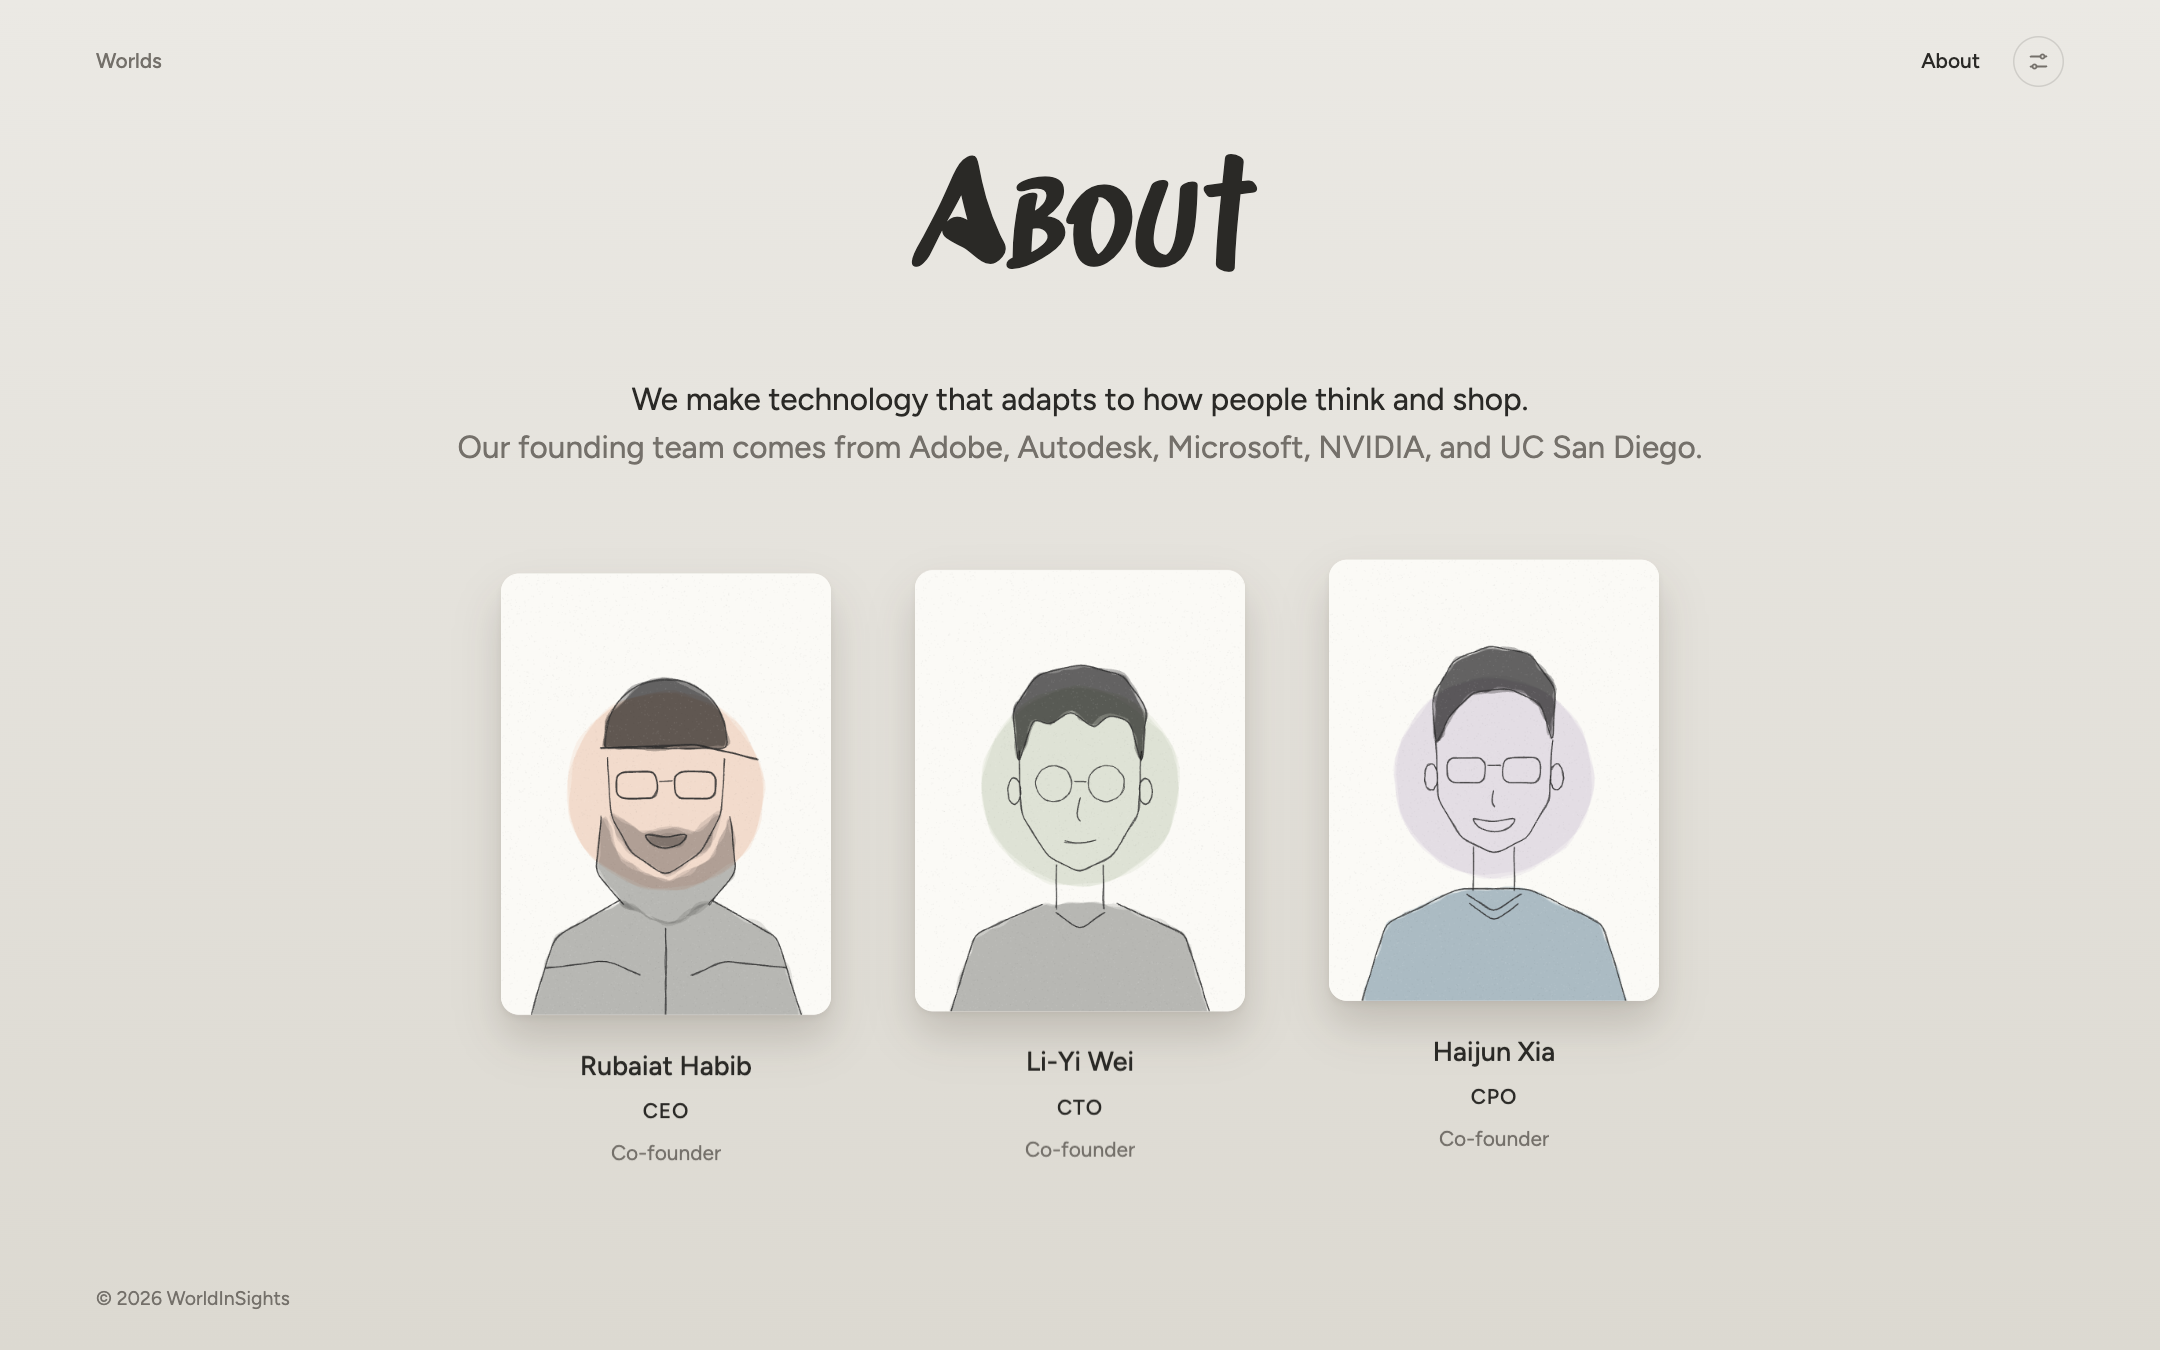 Worlds
About
About
We make technology that adapts to how people think and shop.
Our founding team comes from Adobe, Autodesk, Microsoft, NVIDIA, and UC San Diego.
Rubaiat Habib
CEO
Co-founder
Li-Yi Wei
CTO
Co-founder
Haijun Xia
CPO
Co-founder
© 2026 WorldInSights